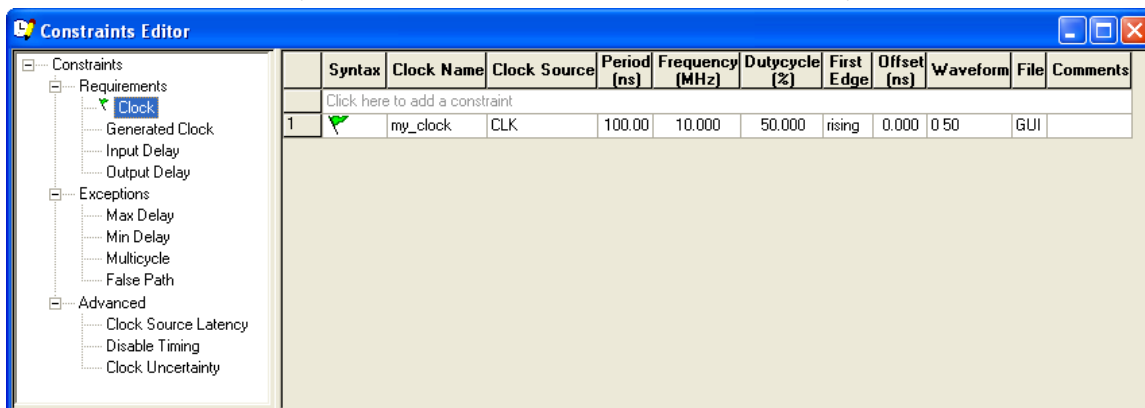 Constraints Editor
Constraints
Requirements
Clock
Generated Clock
Input Delay
Output Delay
Exceptions
Max Delay
Min Delay
Multicycle
False Path
Advanced
Clock Source Latency
Disable Timing
Clock Uncertainty
Syntax Clock Name Clock Source Period (ns) Frequency (MHz) Dutycycle (%) First Edge Offset (ns) Waveform File Comments
Click here to add a constraint
1 my_clock CLK 100.00 10.000 50.000 rising 0.000 0 50 GUI